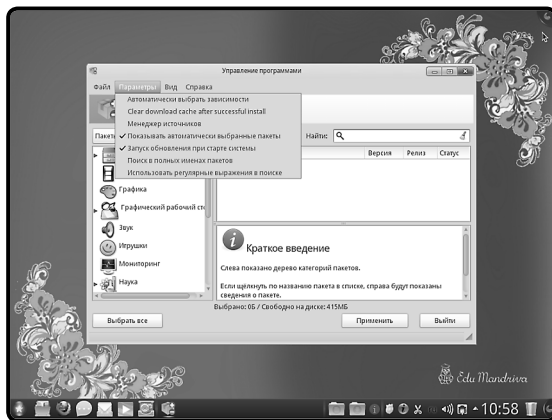 Управление программами
Файл Параметры Вид Справка
Автоматически выбрать зависимости
Clear download cache after successful install
Менеджер источников
Показывать автоматически выбранные пакеты
Запуск обновления при старте системы
Поиск в полных именах пакетов
Использовать регулярные выражения в поиске
Найти:
Версия Релиз Статус
Графика
Графический рабочий
Звук
Игрушки
Мониторинг
Наука
Краткое введение
Слева показано дерево категорий пакетов.
Если щёлкнуть по названию пакета в списке, справа будут показаны
сведения о пакете.
Выбрано: 0Б / Свободно на диске: 415МБ
Выбрать все
Применить
Выйти
Edu Mandriva
10:58